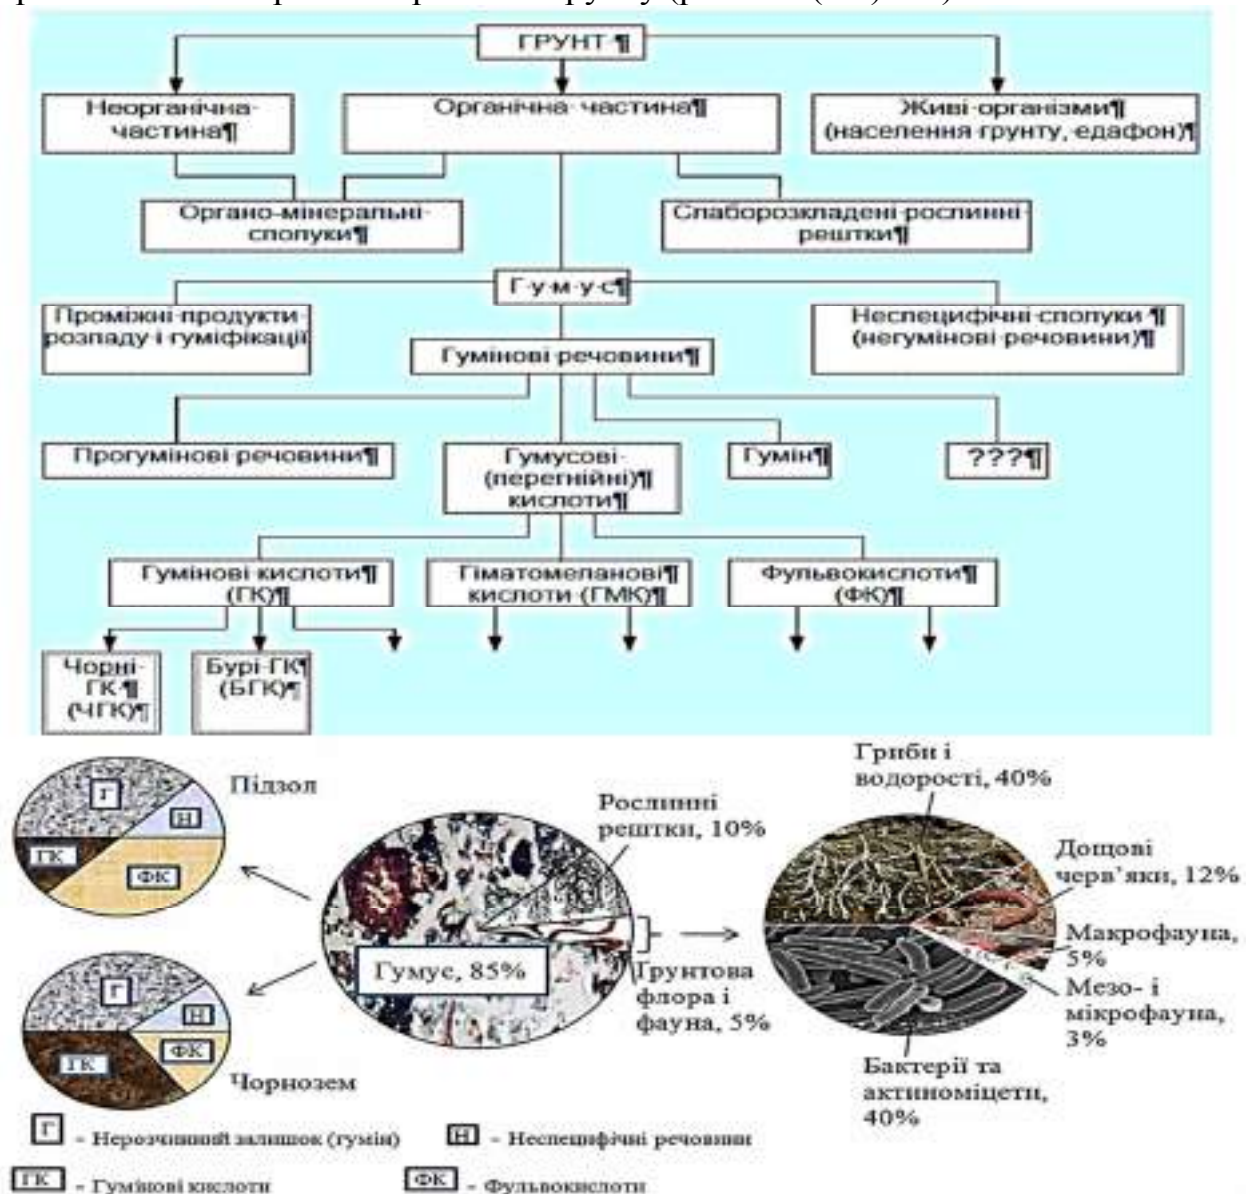 ГРУНТ ¶
Неорганічна·
частина¶
Органічна· частина¶
Живі·організми¶
(населення·грунту,·едафон)¶
Органо-мінеральні·
сполуки¶
Слаборозкладені·рослинні·
рештки¶
Г·у·м·у·с¶
Проміжні·продукти·
розпаду·і·гуміфікації
Неспецифічні·сполуки·¶
(негумінові·речовини)¶
Гумінові·речовини¶
Прогумінові·речовини¶
Гумусові·
(перегнійні)¶
кислоти¶
Гумін¶
???¶
Гумінові·кислоти¶
(ГК)¶
Гіматомеланові¶
кислоти·(ГМК)¶
Фульвокислоти¶
(ФК)¶
Чорні·
ГК·¶
(ЧГК)¶
Бурі·ГК¶
(БГК)¶
Гриби і
водорості, 40%
Підзол
Г
Н
ГК
ФК
Рослинні
рештки, 10%
Дощові
черв’яки, 12%
Гумус, 85%
Грунтова
флора і
фауна, 5%
Макрофауна,
5%
Мезо- і
мікрофауна,
3%
Г
Н
ГК
ФК
Чорнозем
Бактерії та
актиноміцети,
40%
Г - Нерозчинний залишок (гумін)
Н - Неспецифічні речовини
ГК - Гумінові кислоти
ФК - Фульвокислоти